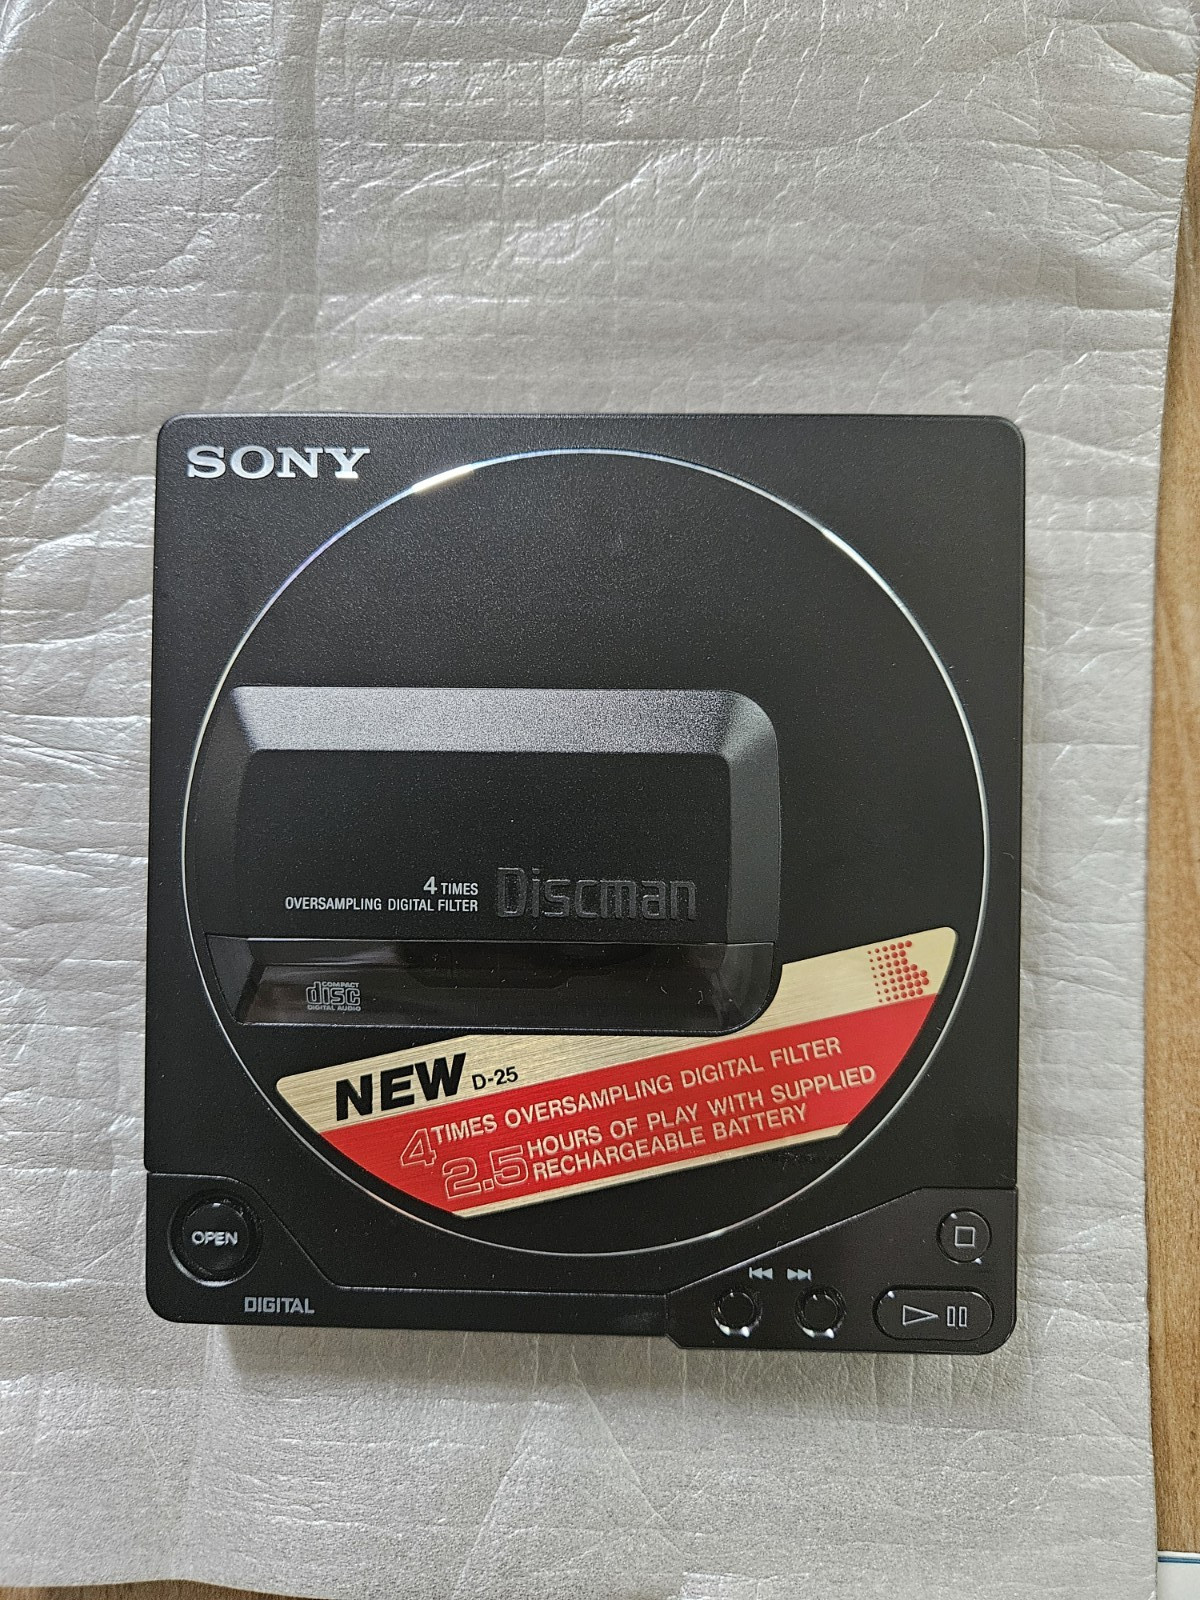 SONY
4 TIMES
OVERSAMPLING DIGITAL FILTER
Discman
COMPACT
disc
DIGITAL AUDIO
NEW D-25
4 TIMES OVERSAMPLING DIGITAL FILTER
2.5 HOURS OF PLAY WITH SUPPLIED
RECHARGEABLE BATTERY
OPEN
DIGITAL